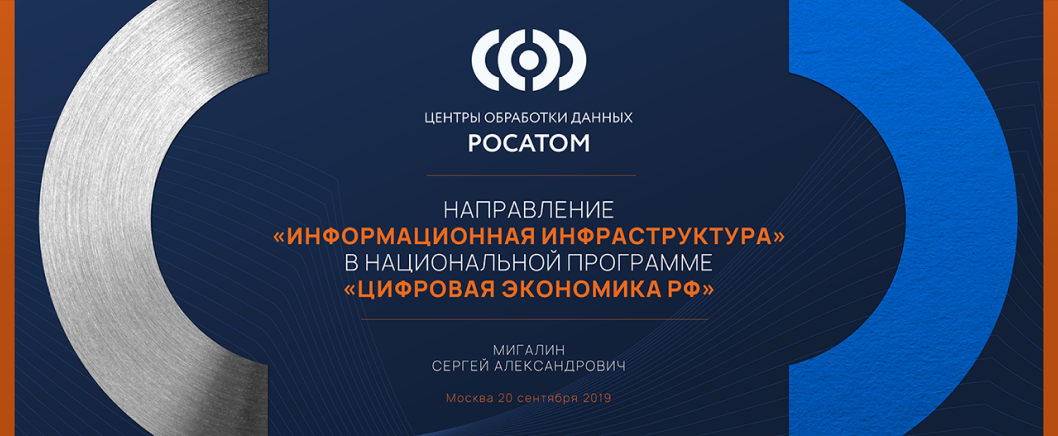 ЦЕНТРЫ ОБРАБОТКИ ДАННЫХ
РОСАТОМ
НАПРАВЛЕНИЕ
«ИНФОРМАЦИОННАЯ ИНФРАСТРУКТУРА»
В НАЦИОНАЛЬНОЙ ПРОГРАММЕ
«ЦИФРОВАЯ ЭКОНОМИКА РФ»
МИГАЛИН
СЕРГЕЙ АЛЕКСАНДРОВИЧ
Москва 20 сентября 2019